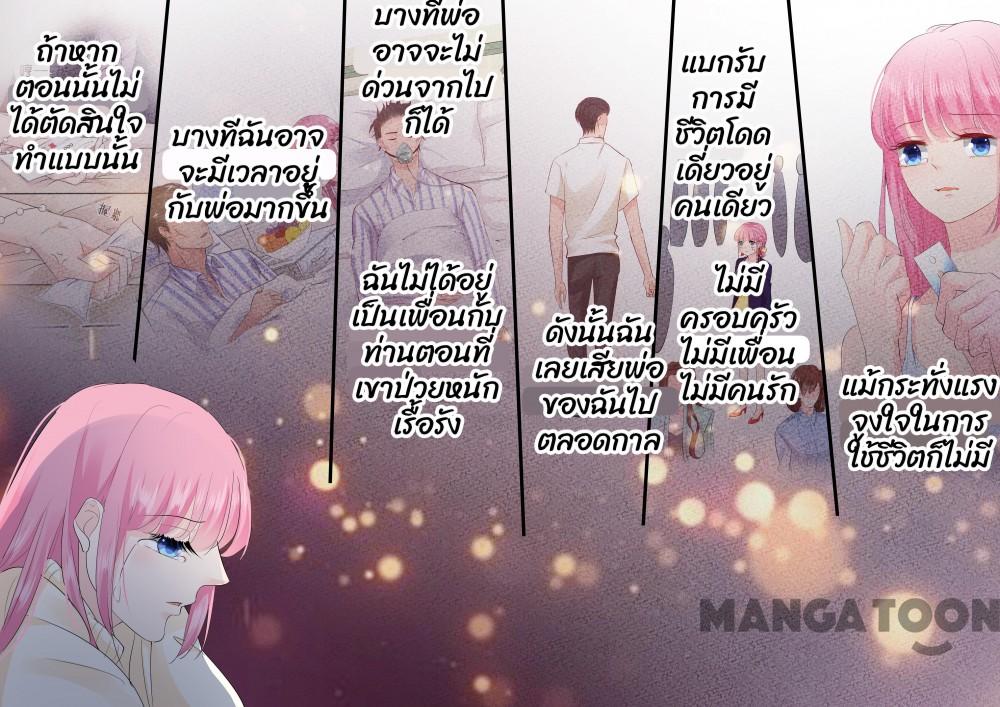 ถ้าหาก
ตอนนั้นไม่
ได้ตัดสินใจ
ทำแบบนั้น
บางทีฉันอาจ
จะมีเวลาอยู่
กับพ่อมากขึ้น
บางทีพ่อ
อาจจะไม่
ด่วนจากไป
ก็ได้
ฉันไม่ได้อยู่
เป็นเพื่อนกับ
ท่านตอนที่
เขาป่วยหนัก
เรื้อรัง
ดังนั้นฉัน
เลยเสียพ่อ
ของฉันไป
ตลอดกาล
แบกรับ
การมี
ชีวิตโดด
เดี่ยวอยู่
คนเดียว
ไม่มี
ครอบครัว
ไม่มีเพื่อน
ไม่มีคนรัก
แม้กระทั่งแรง
จูงใจในการ
ใช้ชีวิตก็ไม่มี
MANGA TOON